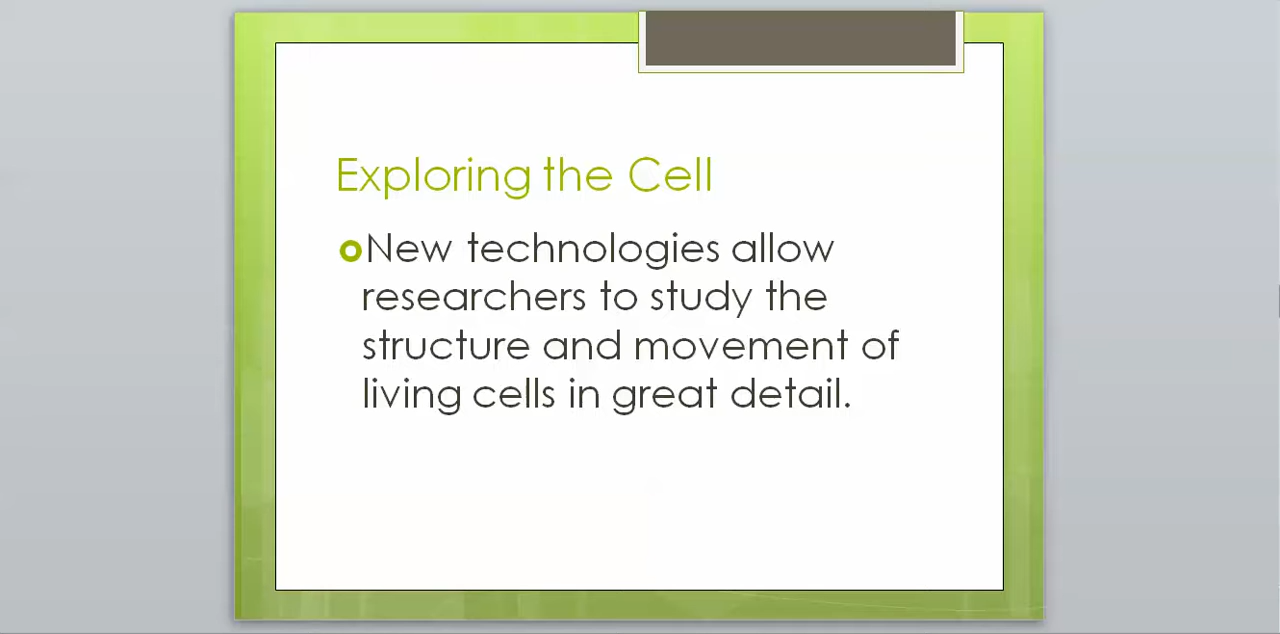 Exploring the Cell
New technologies allow
researchers to study the
structure and movement of
living cells in great detail.